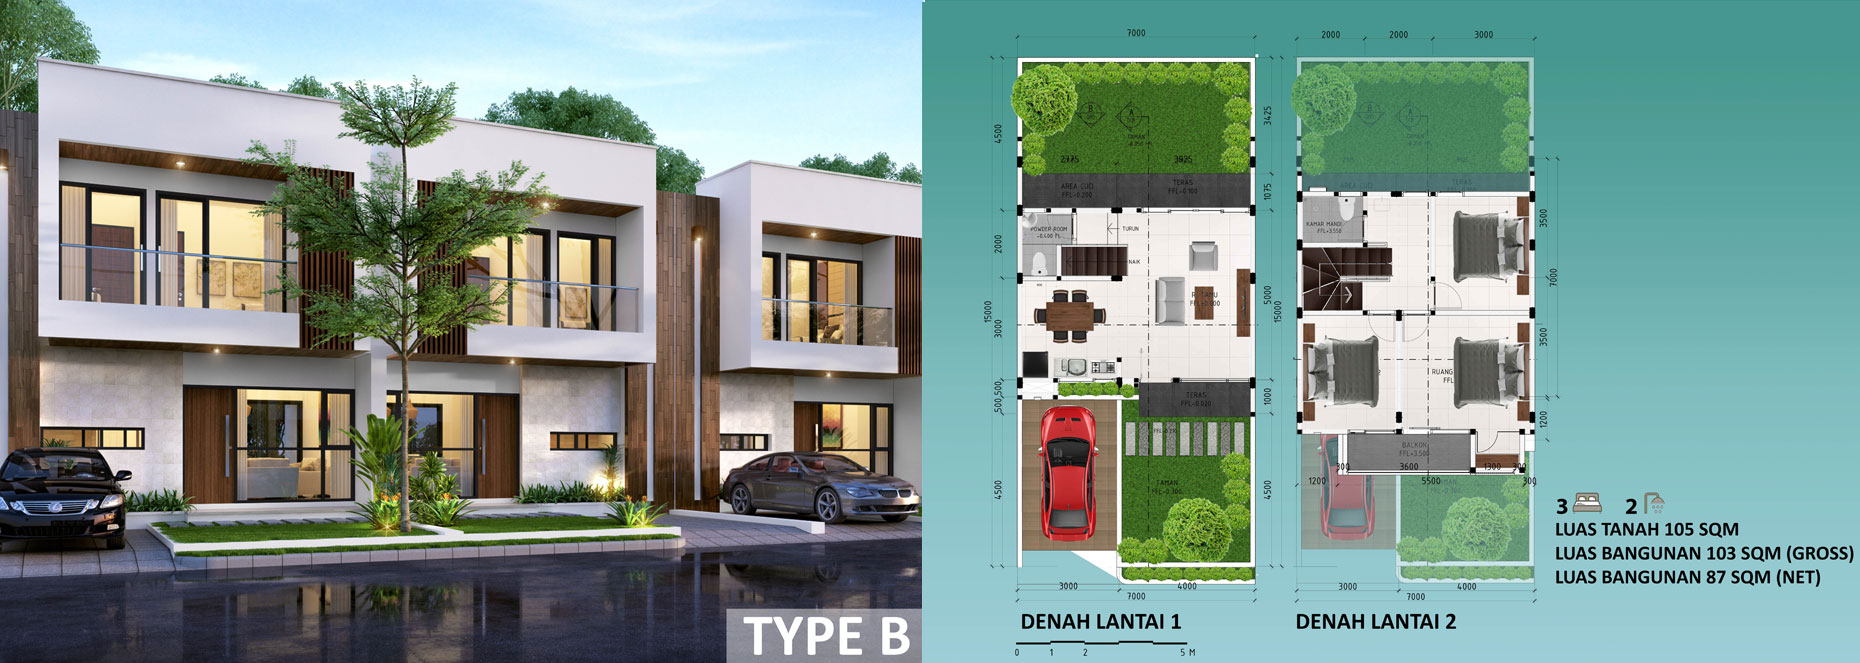 TYPE B
7000
4500
15000
2000
3000
500,500
4500
3425
1075
5000
15000
1000
4500
B
A
TAMAN
2775
3925
AREA CUCI
FFL-0.200
TERAS
FFL-0.100
POWDER ROOM
TURUN
NAIK
R. TAMU
TERAS
TAMAN
3000
4000
7000
DENAH LANTAI 1
0 1 2 5 M
2000
2000
3000
3500
7000
3500
1200
TERAS
KAMAR MANDI
FFL+3.550
RUANG
FFL
BALKON
FFL+3.500
300
3600
1300
300
1200
5500
300
3000
4000
7000
DENAH LANTAI 2
3 2
LUAS TANAH 105 SQM
LUAS BANGUNAN 103 SQM (GROSS)
LUAS BANGUNAN 87 SQM (NET)